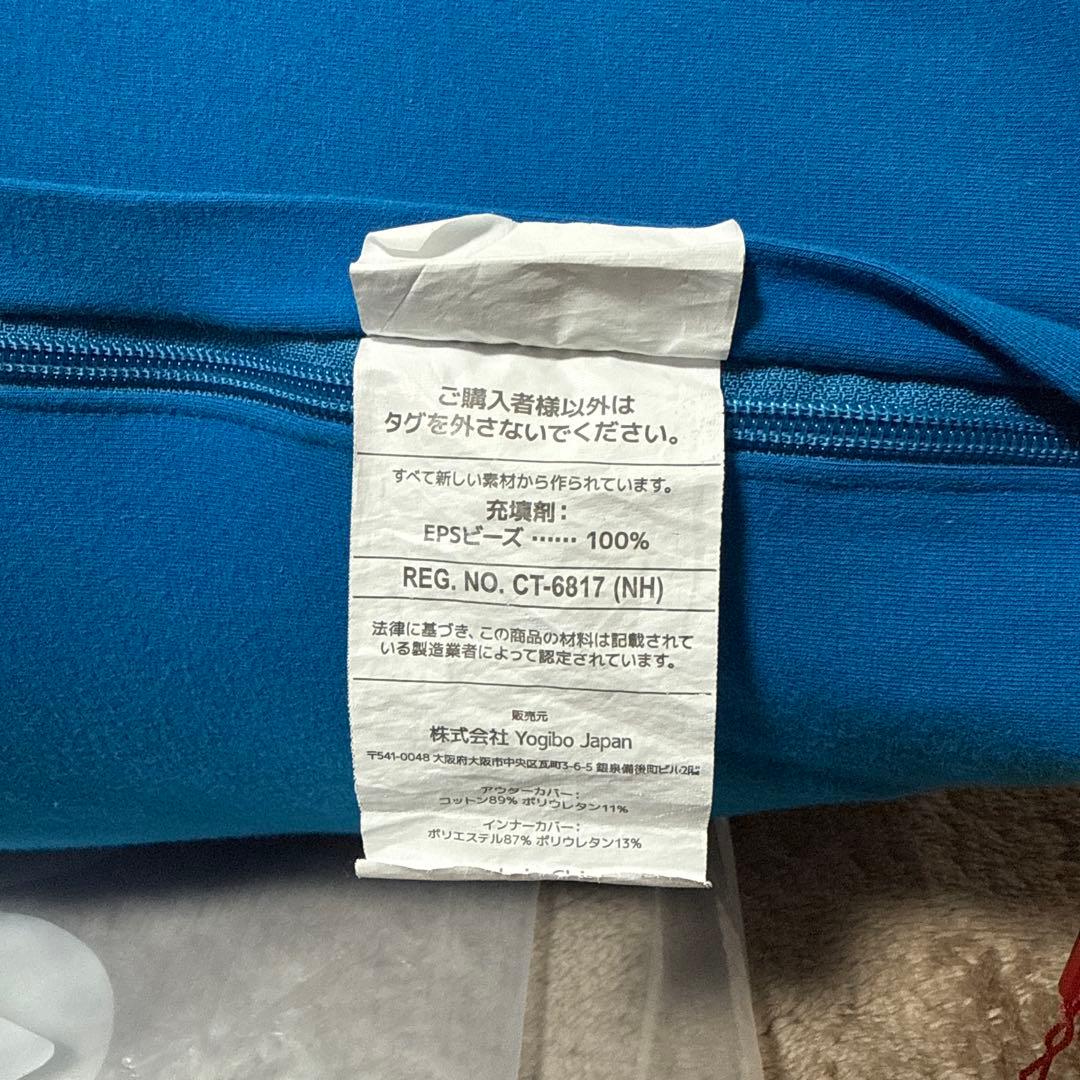 ご購入者様以外は
タグを外さないでください。
すべて新しい素材から作られています。
充填剤：
EPSビーズ …… 100%
REG. NO. CT-6817 (NH)
法律に基づき、この商品の材料は記載されて
いる製造業者によって認定されています。
販売元
株式会社 Yogibo Japan
〒541-0048 大阪府大阪市中央区瓦町3-6-5 銀泉備後町ビル2階
アウターカバー：
コットン89% ポリウレタン11%
インナーカバー：
ポリエステル87% ポリウレタン13%